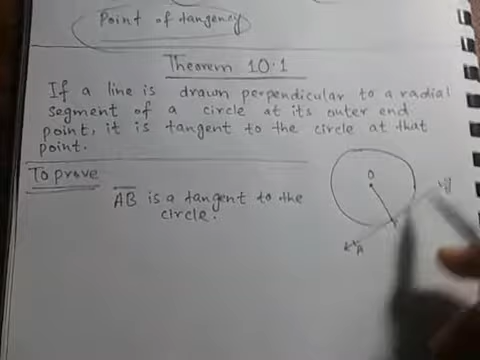 Point of tangency
Theorem 10.1
If a line is drawn perpendicular to a radial
segment of a circle at its outer end
point, it is tangent to the circle at that
point.
To prove
AB is a tangent to the
circle.
O
A